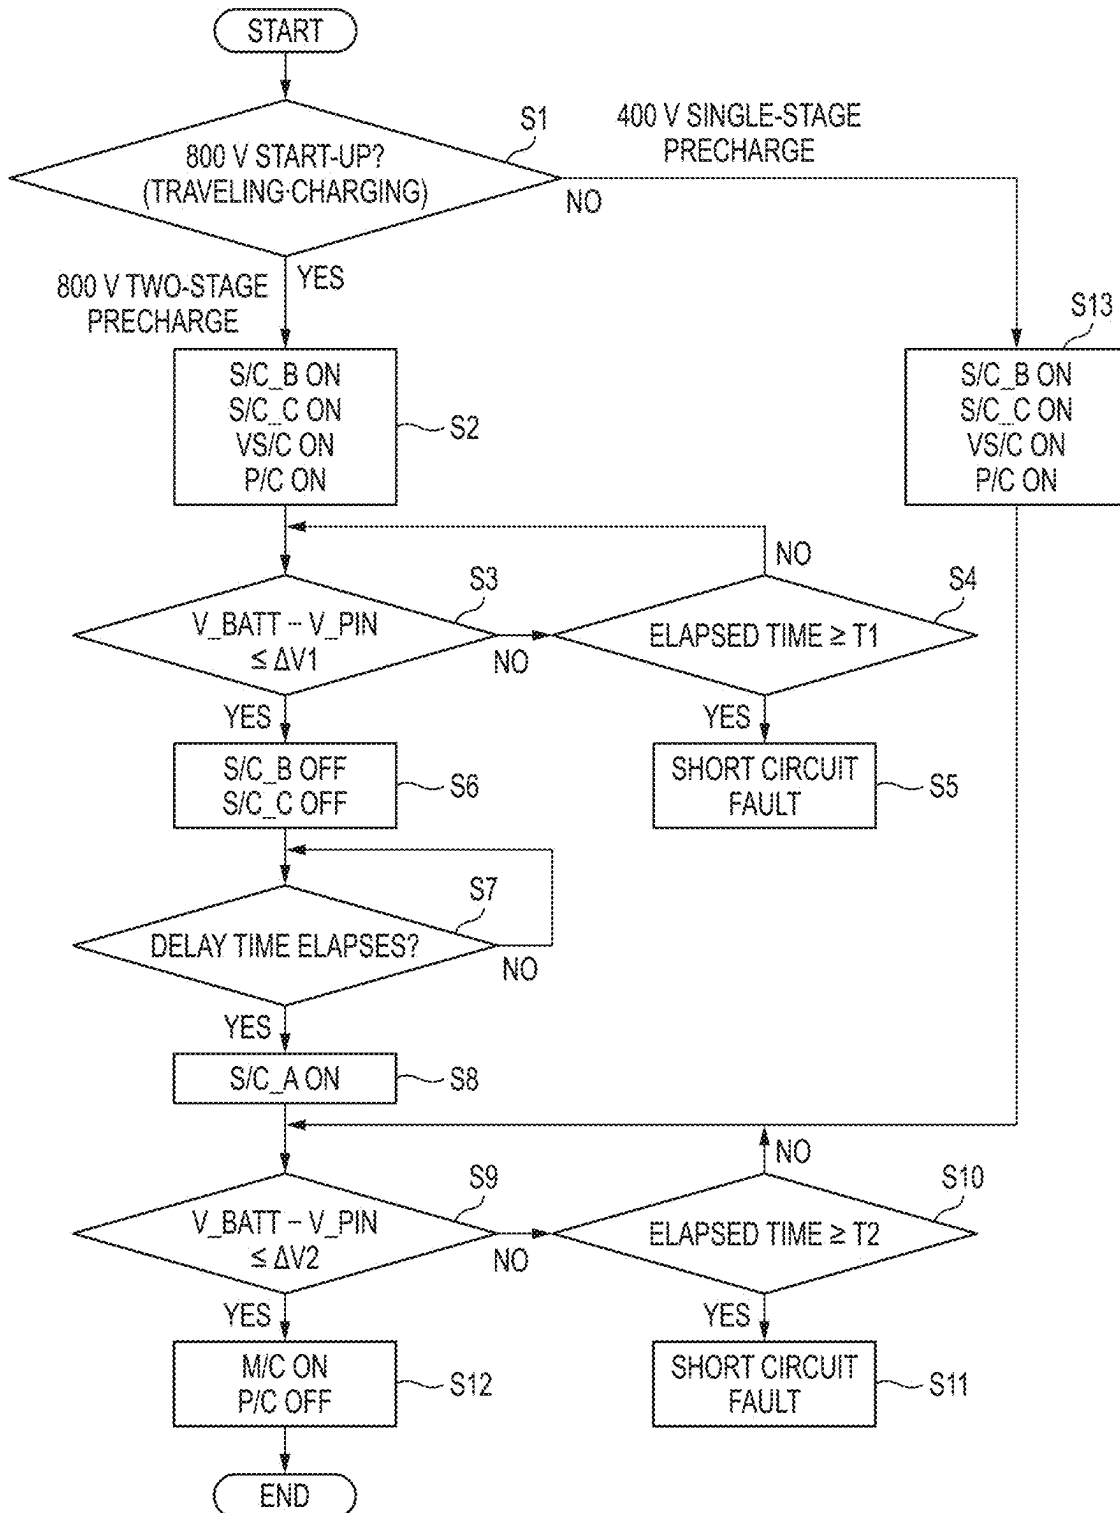 START
S1
800 V START-UP?
(TRAVELING·CHARGING)
400 V SINGLE-STAGE
PRECHARGE
NO
YES
800 V TWO-STAGE
PRECHARGE
S13
S/C_B ON
S/C_C ON
VS/C ON
P/C ON
S2
S/C_B ON
S/C_C ON
VS/C ON
P/C ON
NO
S3
V_BATT – V_PIN
≤ ΔV1
NO
S4
ELAPSED TIME ≥ T1
YES
YES
S/C_B OFF
S/C_C OFF
S6
SHORT CIRCUIT
FAULT
S5
S7
DELAY TIME ELAPSES?
NO
YES
S/C_A ON
S8
NO
S9
V_BATT – V_PIN
≤ ΔV2
NO
S10
ELAPSED TIME ≥ T2
YES
YES
M/C ON
P/C OFF
S12
SHORT CIRCUIT
FAULT
S11
END